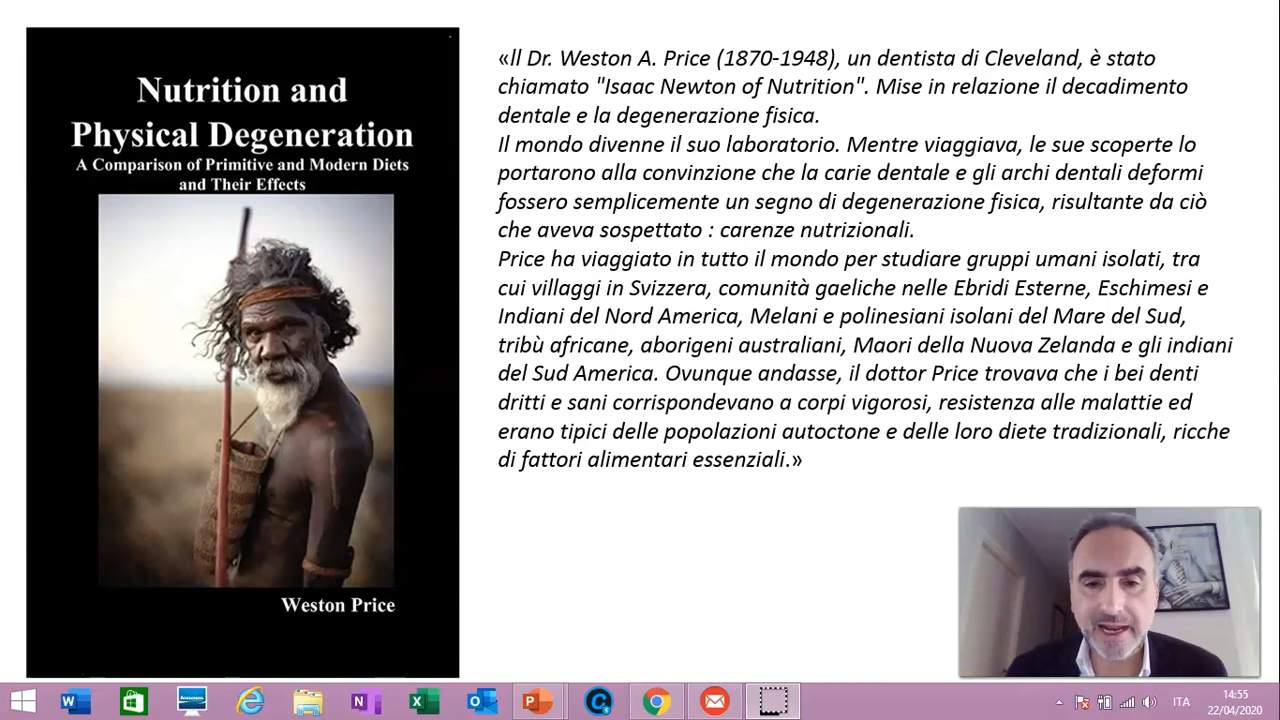 Nutrition and
Physical Degeneration
A Comparison of Primitive and Modern Diets
and Their Effects
Weston Price
«ll Dr. Weston A. Price (1870-1948), un dentista di Cleveland, è stato
chiamato "Isaac Newton of Nutrition". Mise in relazione il decadimento
dentale e la degenerazione fisica.
Il mondo divenne il suo laboratorio. Mentre viaggiava, le sue scoperte lo
portarono alla convinzione che la carie dentale e gli archi dentali deformi
fossero semplicemente un segno di degenerazione fisica, risultante da ciò
che aveva sospettato : carenze nutrizionali.
Price ha viaggiato in tutto il mondo per studiare gruppi umani isolati, tra
cui villaggi in Svizzera, comunità gaeliche nelle Ebridi Esterne, Eschimesi e
Indiani del Nord America, Melani e polinesiani isolani del Mare del Sud,
tribù africane, aborigeni australiani, Maori della Nuova Zelanda e gli indiani
del Sud America. Ovunque andasse, il dottor Price trovava che i bei denti
dritti e sani corrispondevano a corpi vigorosi, resistenza alle malattie ed
erano tipici delle popolazioni autoctone e delle loro diete tradizionali, ricche
di fattori alimentari essenziali.»
ITA
14:55
22/04/2020